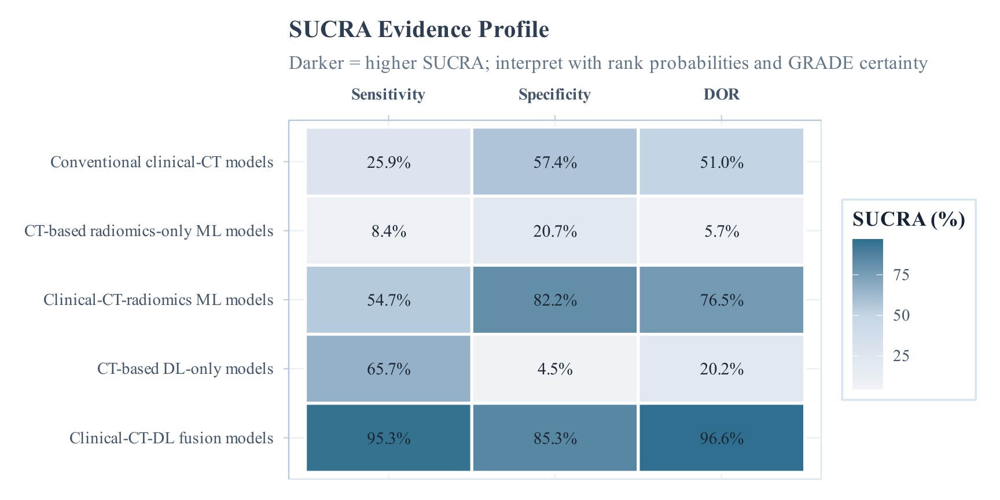 SUCRA Evidence Profile
Darker = higher SUCRA; interpret with rank probabilities and GRADE certainty
Sensitivity Specificity DOR
Conventional clinical-CT models 25.9% 57.4% 51.0%
CT-based radiomics-only ML models 8.4% 20.7% 5.7%
Clinical-CT-radiomics ML models 54.7% 82.2% 76.5%
CT-based DL-only models 65.7% 4.5% 20.2%
Clinical-CT-DL fusion models 95.3% 85.3% 96.6%
SUCRA (%)
75
50
25